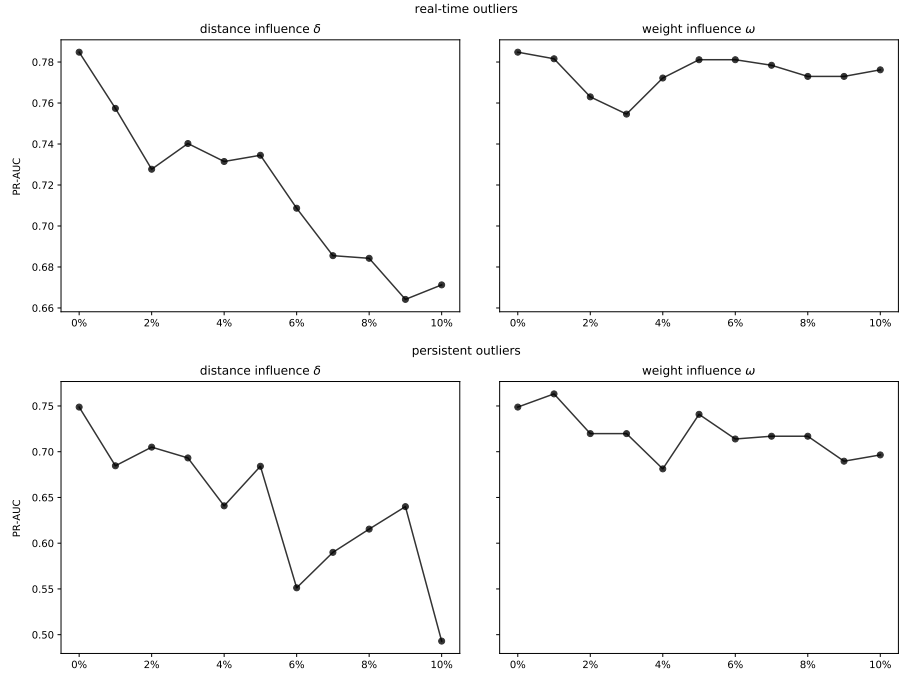 real-time outliers
distance influence δ
weight influence ω
PR-AUC
0.78
0.76
0.74
0.72
0.70
0.68
0.66
0% 2% 4% 6% 8% 10%
0% 2% 4% 6% 8% 10%
persistent outliers
distance influence δ
weight influence ω
PR-AUC
0.75
0.70
0.65
0.60
0.55
0.50
0% 2% 4% 6% 8% 10%
0% 2% 4% 6% 8% 10%